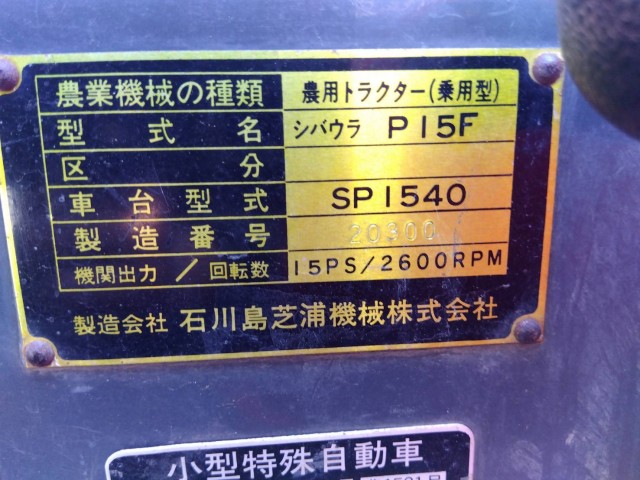 農業機械の種類 農用トラクター(乗用型)
型式名 シバウラ P15F
区分
車台型式 SP1540
製造番号 20300
機関出力/回転数 15PS/2600RPM
製造会社 石川島芝浦機械株式会社
小型特殊自動車